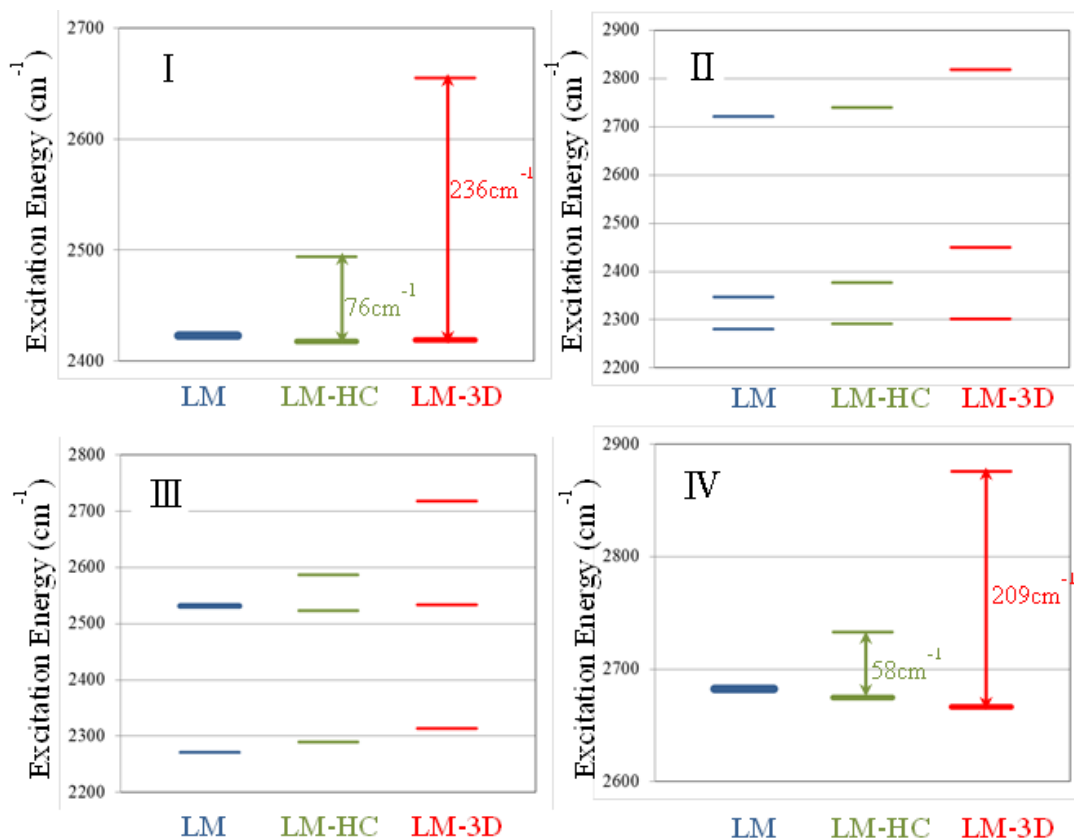 Excitation Energy (cm⁻¹)
2700
2600
2500
2400
Ⅰ
236cm⁻¹
76cm⁻¹
LM LM-HC LM-3D
Excitation Energy (cm⁻¹)
2900
2800
2700
2600
2500
2400
2300
2200
Ⅱ
LM LM-HC LM-3D
Excitation Energy (cm⁻¹)
2800
2700
2600
2500
2400
2300
2200
Ⅲ
LM LM-HC LM-3D
Excitation Energy (cm⁻¹)
2900
2800
2700
2600
Ⅳ
209cm⁻¹
58cm⁻¹
LM LM-HC LM-3D